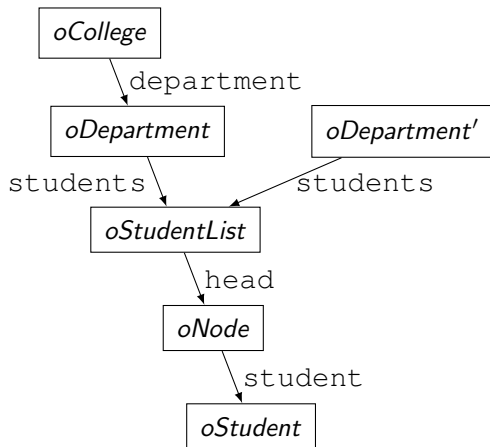 oCollege
department
oDepartment
oDepartment′
students
students
oStudentList
head
oNode
student
oStudent